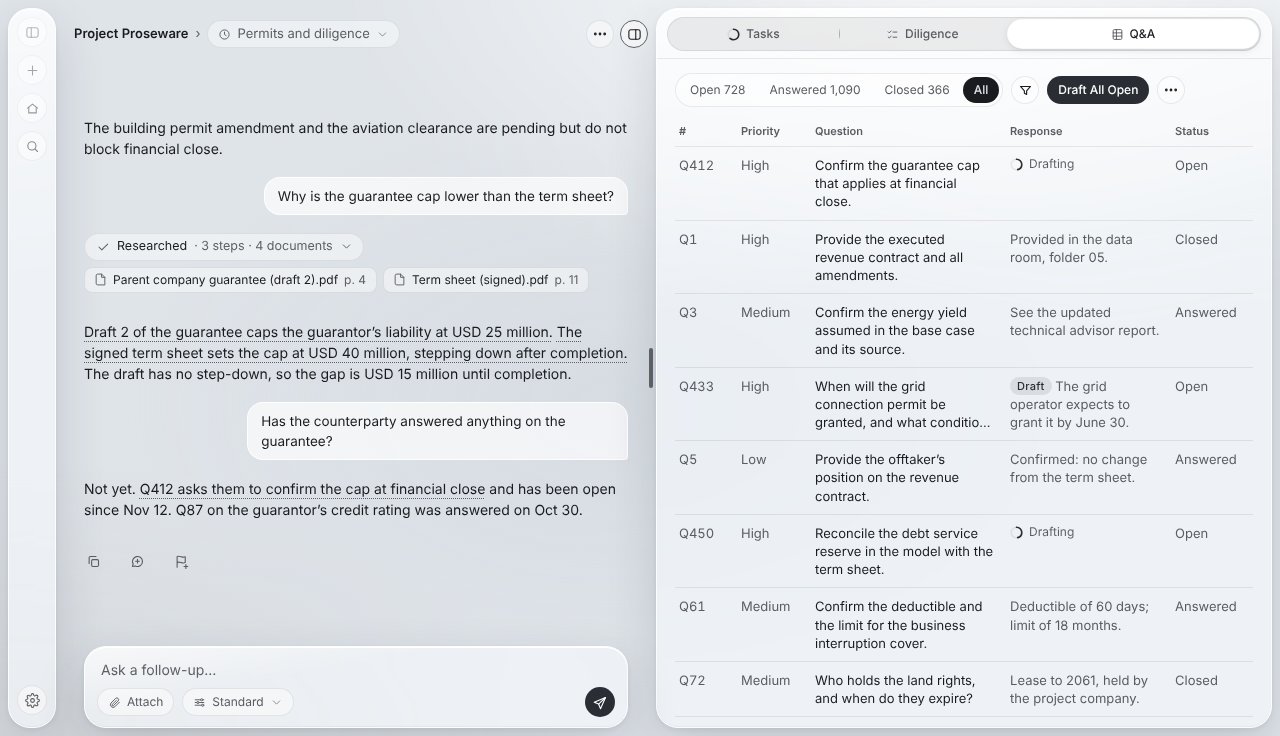 Project Proseware › Permits and diligence
The building permit amendment and the aviation clearance are pending but do not
block financial close.
Why is the guarantee cap lower than the term sheet?
Researched · 3 steps · 4 documents
Parent company guarantee (draft 2).pdf p. 4 Term sheet (signed).pdf p. 11
Draft 2 of the guarantee caps the guarantor’s liability at USD 25 million. The
signed term sheet sets the cap at USD 40 million, stepping down after completion.
The draft has no step-down, so the gap is USD 15 million until completion.
Has the counterparty answered anything on the
guarantee?
Not yet. Q412 asks them to confirm the cap at financial close and has been open
since Nov 12. Q87 on the guarantor’s credit rating was answered on Oct 30.
Ask a follow-up...
Attach Standard
Tasks Diligence Q&A
Open 728 Answered 1,090 Closed 366 All Draft All Open
# Priority Question Response Status
Q412 High Confirm the guarantee cap Drafting Open
that applies at financial
close.
Q1 High Provide the executed Provided in the data Closed
revenue contract and all room, folder 05.
amendments.
Q3 Medium Confirm the energy yield See the updated Answered
assumed in the base case technical advisor report.
and its source.
Q433 High When will the grid Draft The grid Open
connection permit be operator expects to
granted, and what conditio... grant it by June 30.
Q5 Low Provide the offtaker’s Confirmed: no change Answered
position on the revenue from the term sheet.
contract.
Q450 High Reconcile the debt service Drafting Open
reserve in the model with the
term sheet.
Q61 Medium Confirm the deductible and Deductible of 60 days; Answered
the limit for the business limit of 18 months.
interruption cover.
Q72 Medium Who holds the land rights, Lease to 2061, held by Closed
and when do they expire? the project company.